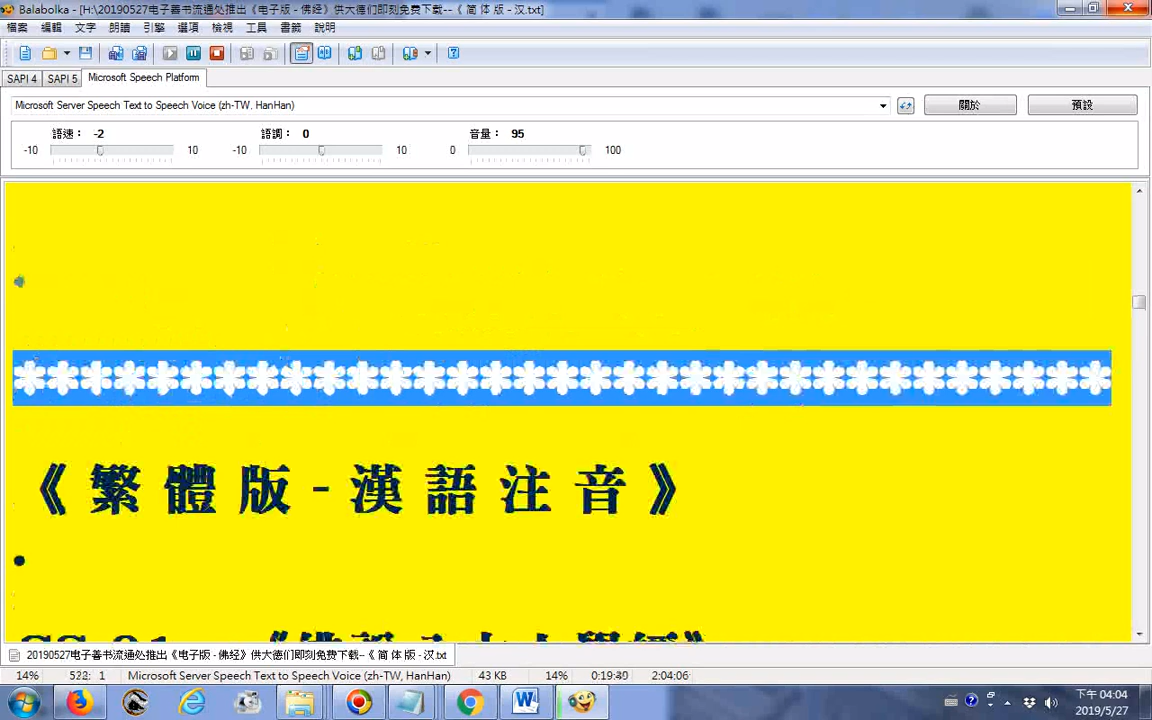 Balabolka - [H:\20190527电子善书流通处推出《电子版 - 佛经》供大德们即刻免费下载--《 简 体 版 - 汉.txt]
檔案 編輯 文字 朗讀 引擎 選項 檢視 工具 書籤 說明
SAPI 4 SAPI 5 Microsoft Speech Platform
Microsoft Server Speech Text to Speech Voice (zh-TW, HanHan) 關於 預設
語速： -2 語調： 0 音量： 95
-10 10 -10 10 0 100
《 繁 體 版 - 漢 語 注 音 》
20190527电子善书流通处推出《电子版 - 佛经》供大德们即刻免费下载--《 简 体 版 - 汉.txt
14% 522: 1 Microsoft Server Speech Text to Speech Voice (zh-TW, HanHan) 43 KB 14% 0:19:40 2:04:06
下午 04:04
2019/5/27